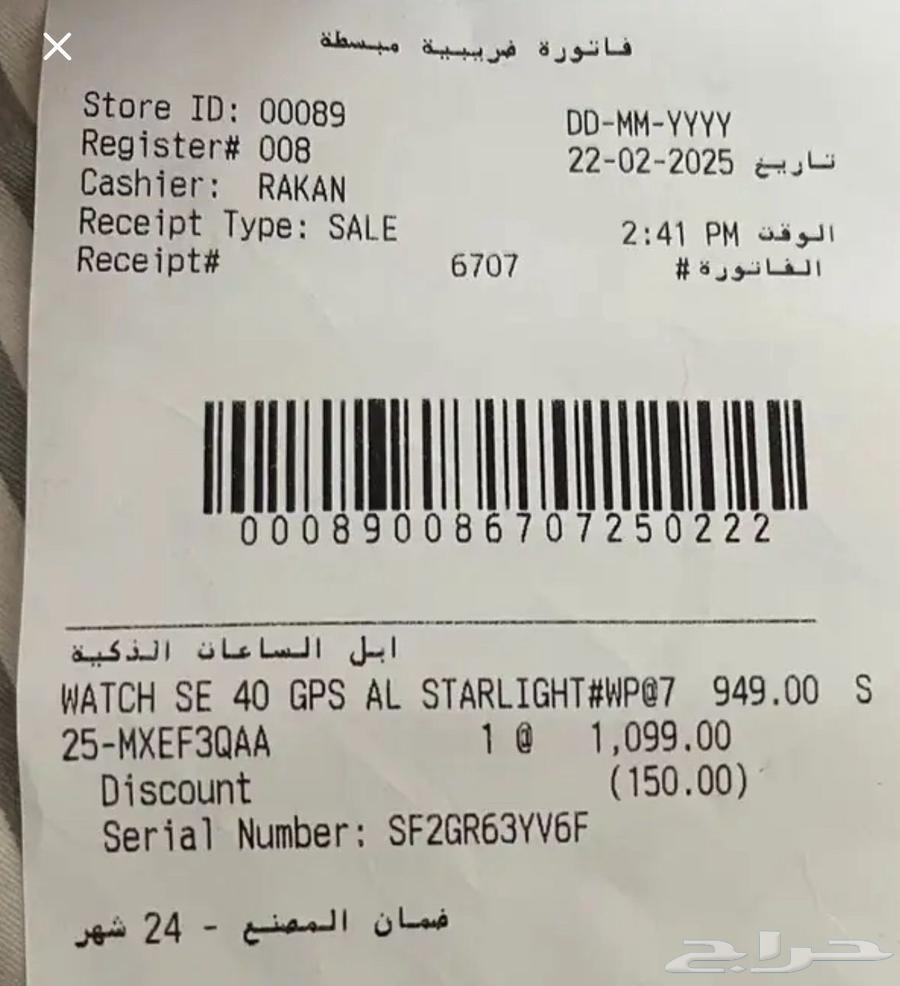 فاتورة ضريبية مبسطة
Store ID: 00089
DD-MM-YYYY
Register# 008
22-02-2025 تاريخ
Cashier: RAKAN
Receipt Type: SALE
2:41 PM الوقت
Receipt# 6707 الفاتورة #
00089008670725022​2
ابل الساعات الذكية
WATCH SE 40 GPS AL STARLIGHT#WP@7 949.00 S
25-MXEF3QAA 1 @ 1,099.00
Discount (150.00)
Serial Number: SF2GR63YV6F
ضمان المصنع - 24 شهر
حراج